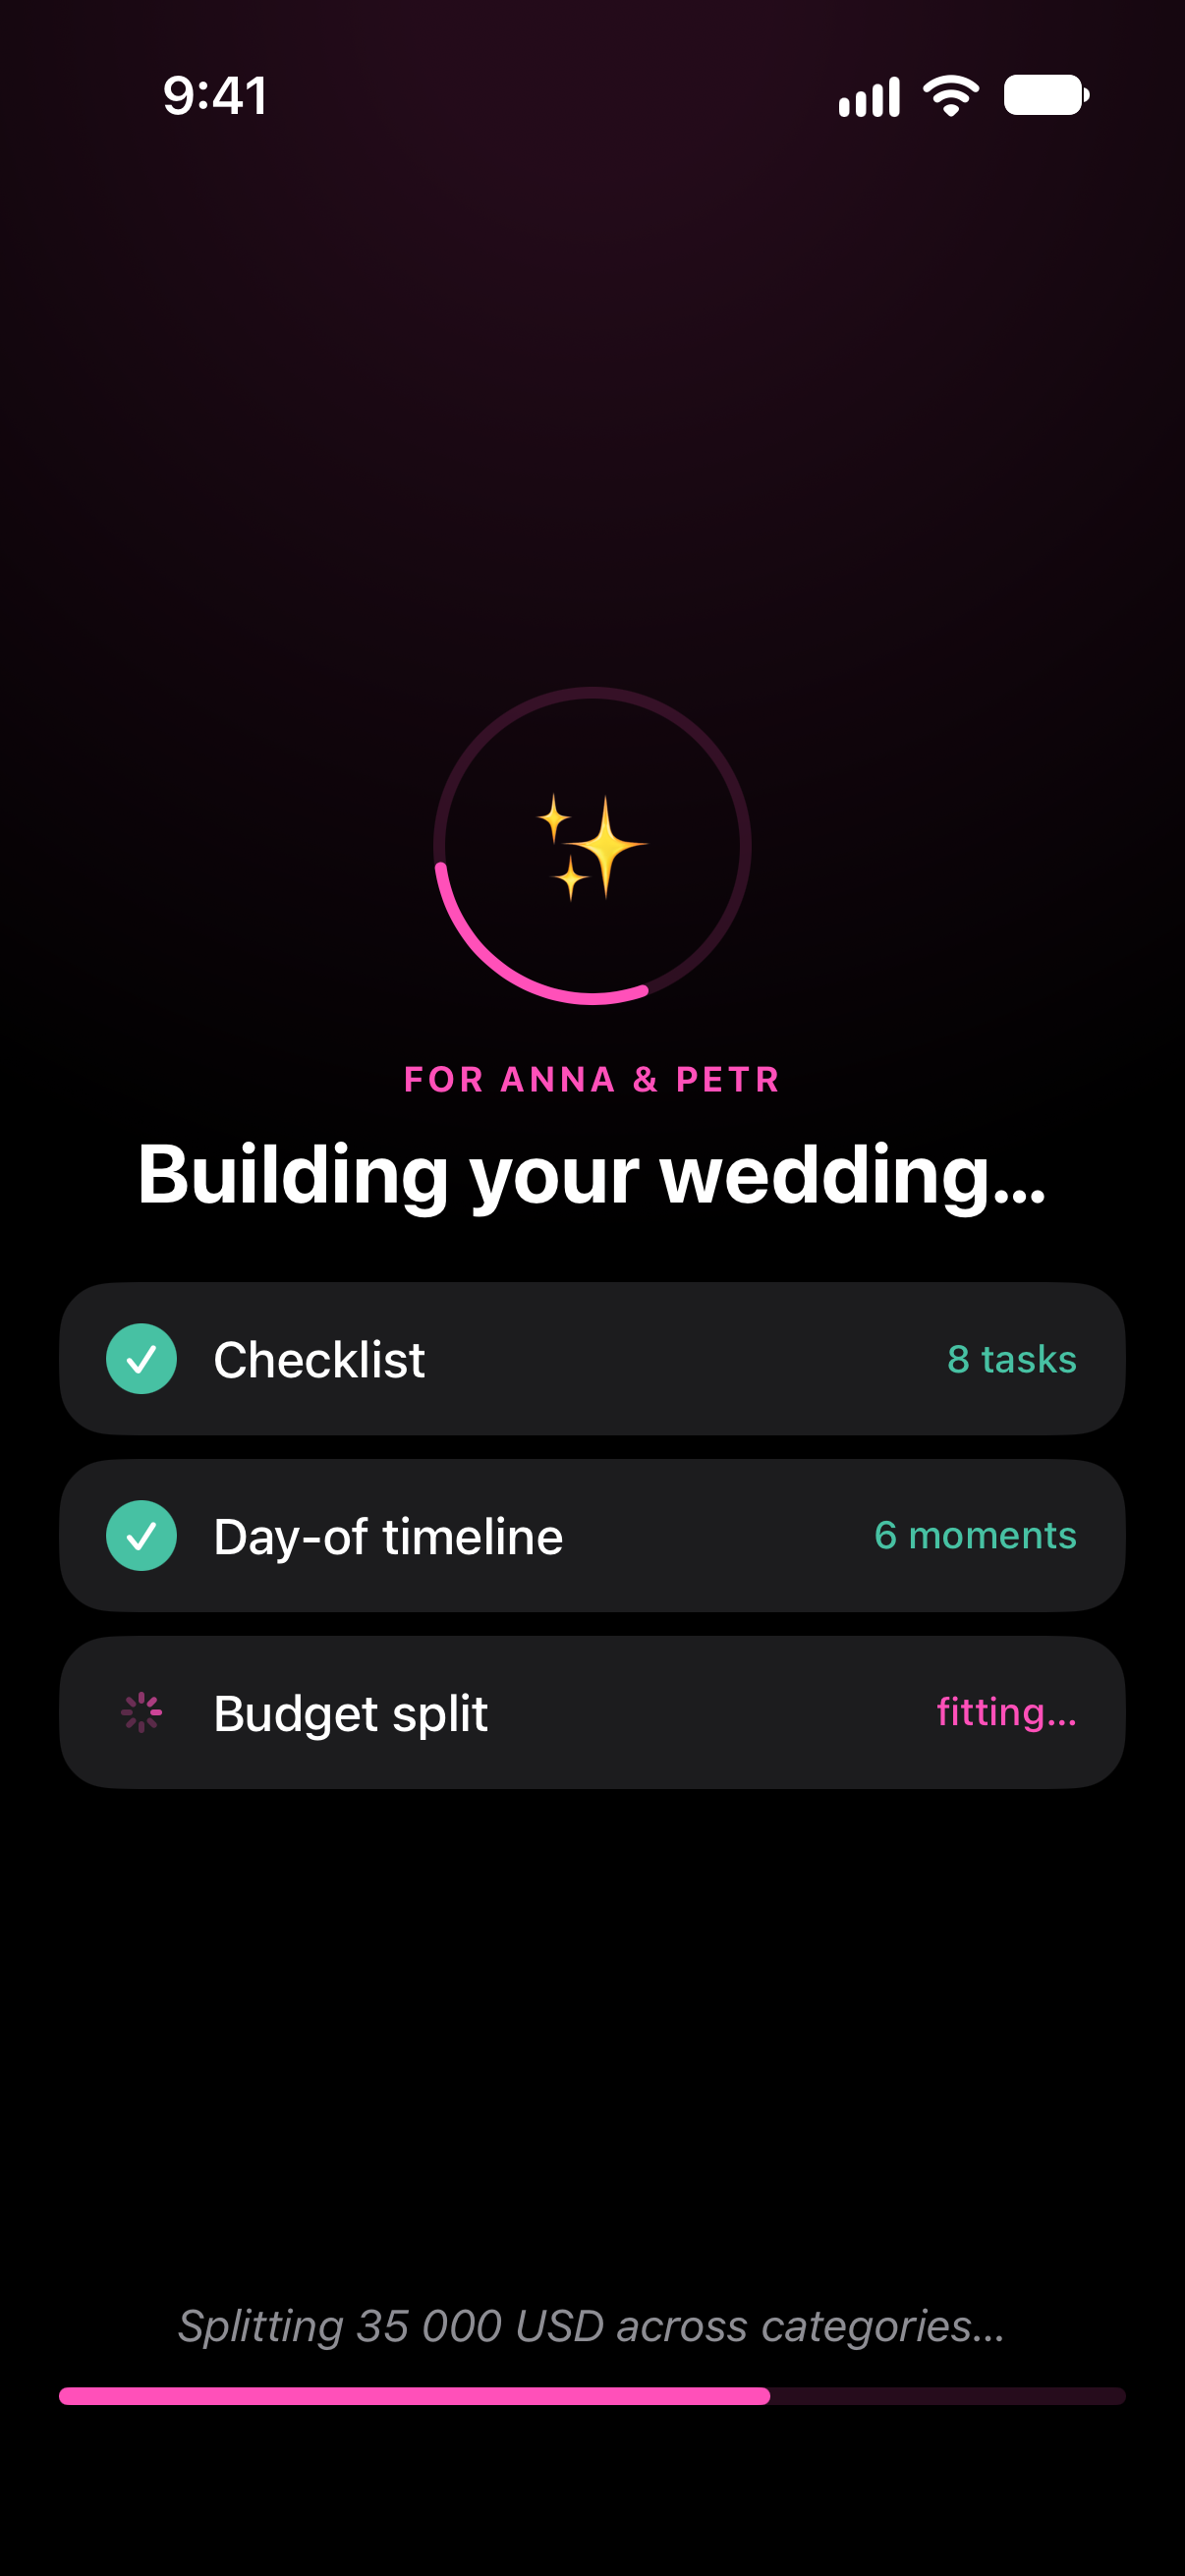 9:41
FOR ANNA & PETR
Building your wedding...
Checklist 8 tasks
Day-of timeline 6 moments
Budget split fitting...
Splitting 35 000 USD across categories...